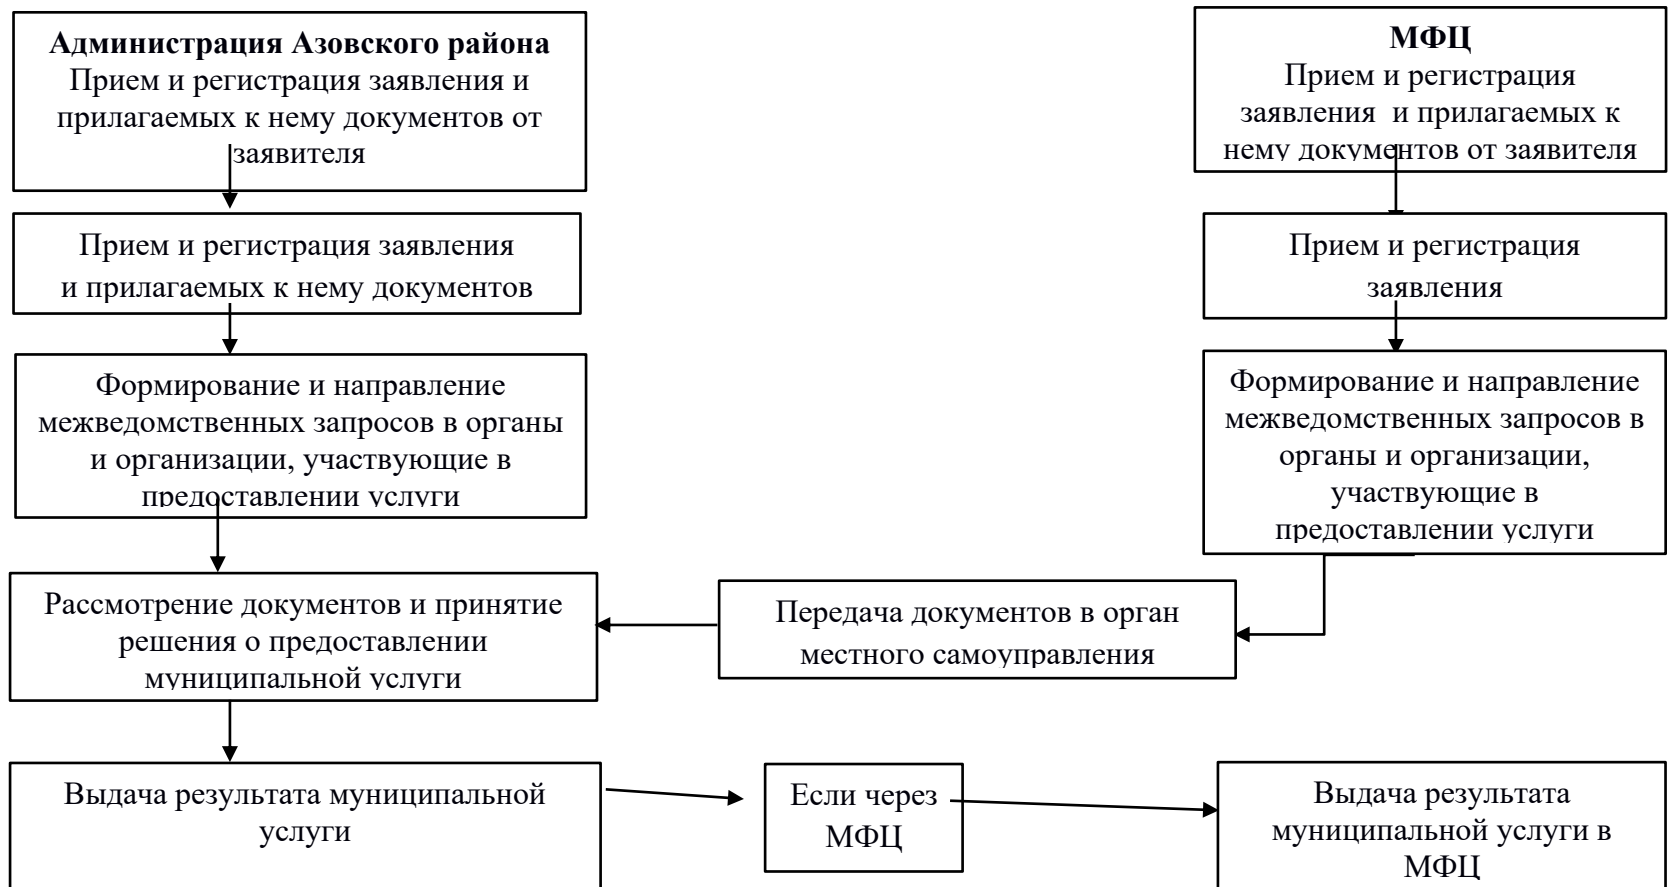 Администрация Азовского района
Прием и регистрация заявления и
прилагаемых к нему документов от
заявителя
МФЦ
Прием и регистрация
заявления и прилагаемых к
нему документов от заявителя
Прием и регистрация заявления
и прилагаемых к нему документов
Прием и регистрация
заявления
Формирование и направление
межведомственных запросов в органы
и организации, участвующие в
предоставлении услуги
Формирование и направление
межведомственных запросов в
органы и организации,
участвующие в
предоставлении услуги
Рассмотрение документов и принятие
решения о предоставлении
муниципальной услуги
Передача документов в орган
местного самоуправления
Выдача результата муниципальной
услуги
Если через
МФЦ
Выдача результата
муниципальной услуги в
МФЦ